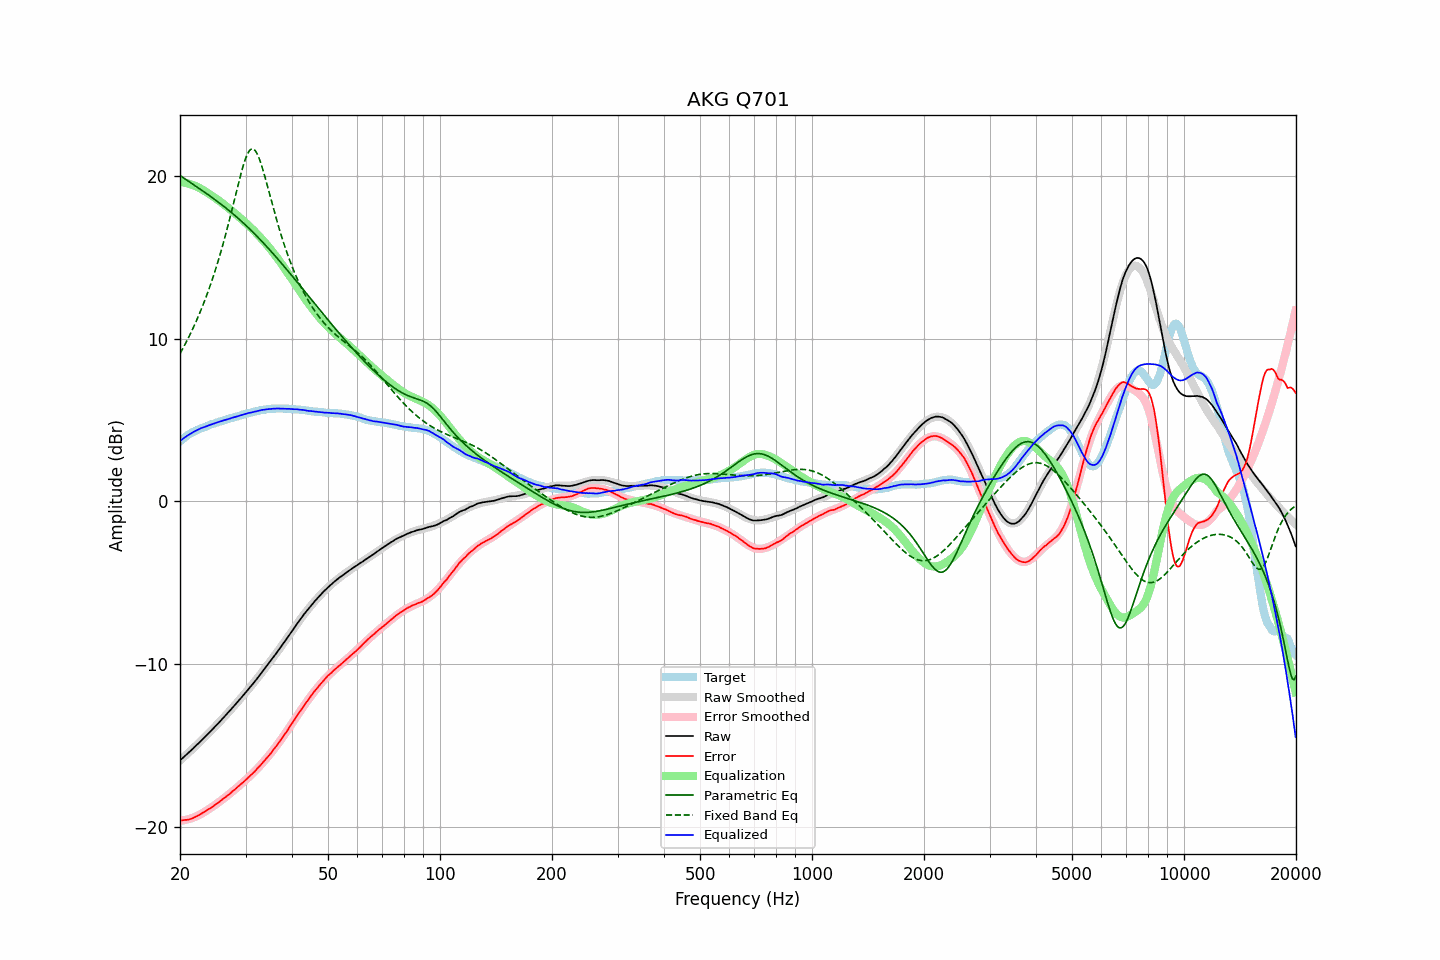 AKG Q701
Amplitude (dBr)
20
10
0
−10
−20
Target
Raw Smoothed
Error Smoothed
Raw
Error
Equalization
Parametric Eq
Fixed Band Eq
Equalized
20 50 100 200 500 1000 2000 5000 10000 20000
Frequency (Hz)